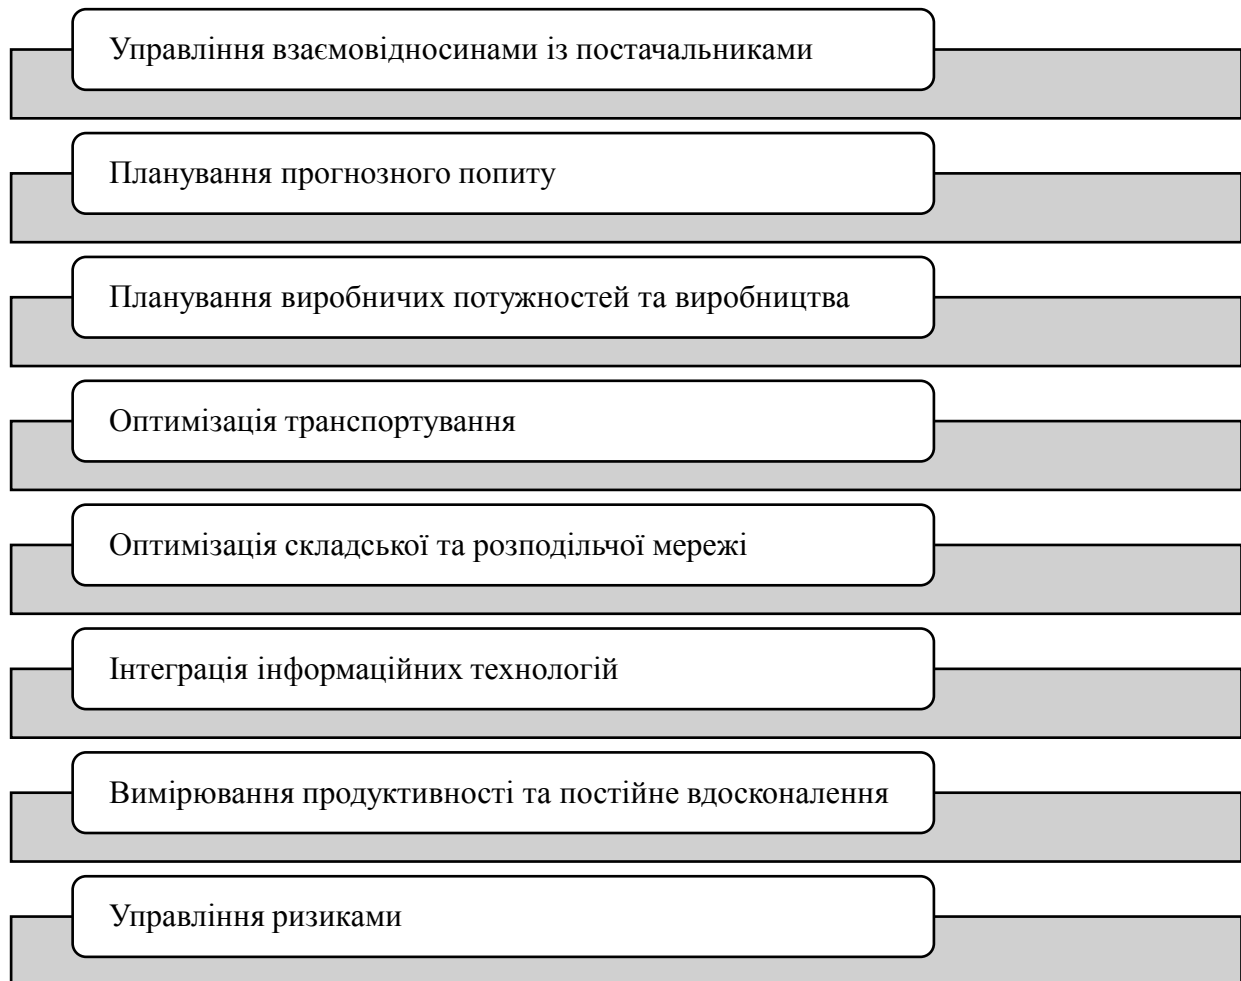 Управління взаємовідносинами із постачальниками
Планування прогнозного попиту
Планування виробничих потужностей та виробництва
Оптимізація транспортування
Оптимізація складської та розподільчої мережі
Інтеграція інформаційних технологій
Вимірювання продуктивності та постійне вдосконалення
Управління ризиками